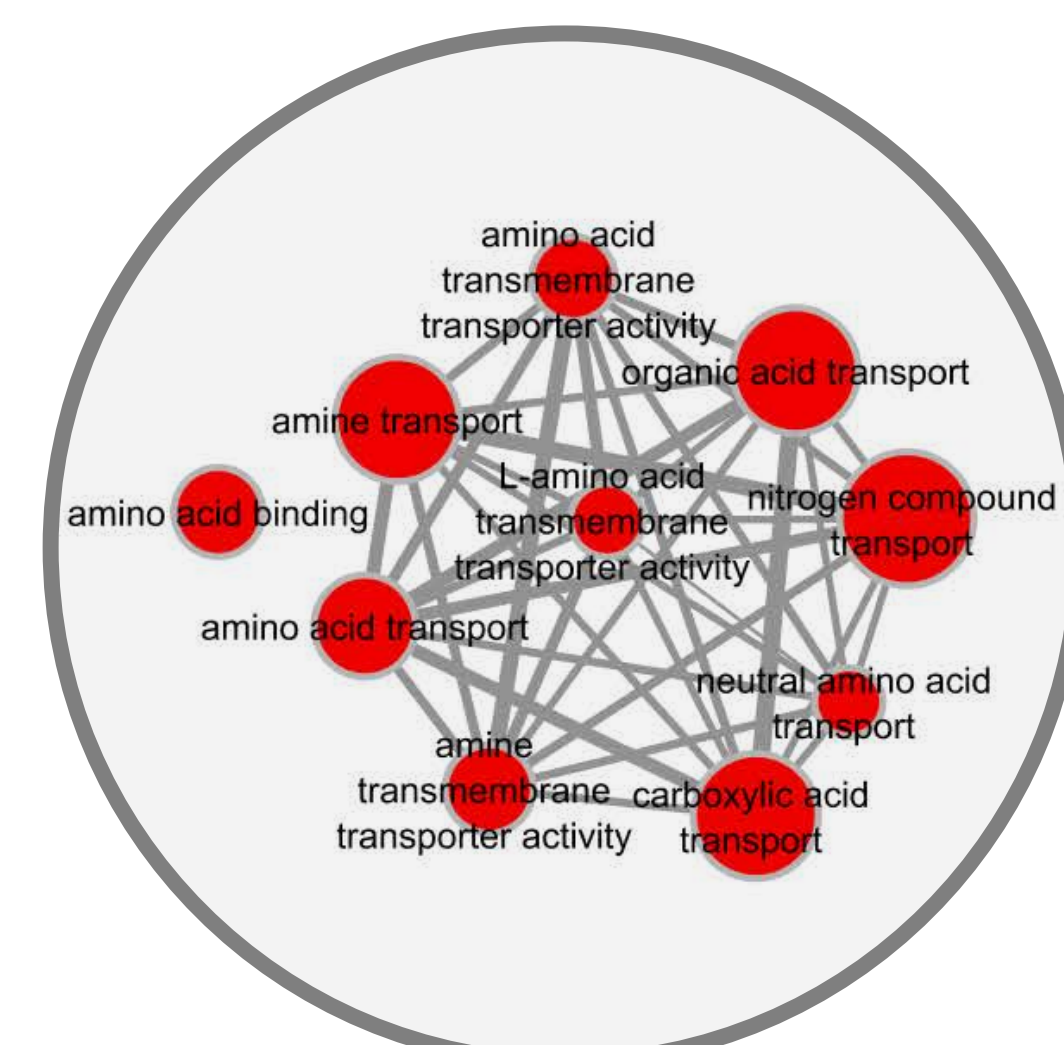 amino acid
transmembrane
transporter activity
organic acid transport
amine transport
L-amino acid
transmembrane
transporter activity
nitrogen compound
transport
amino acid binding
amino acid transport
neutral amino acid
transport
amine
transmembrane
transporter activity
carboxylic acid
transport